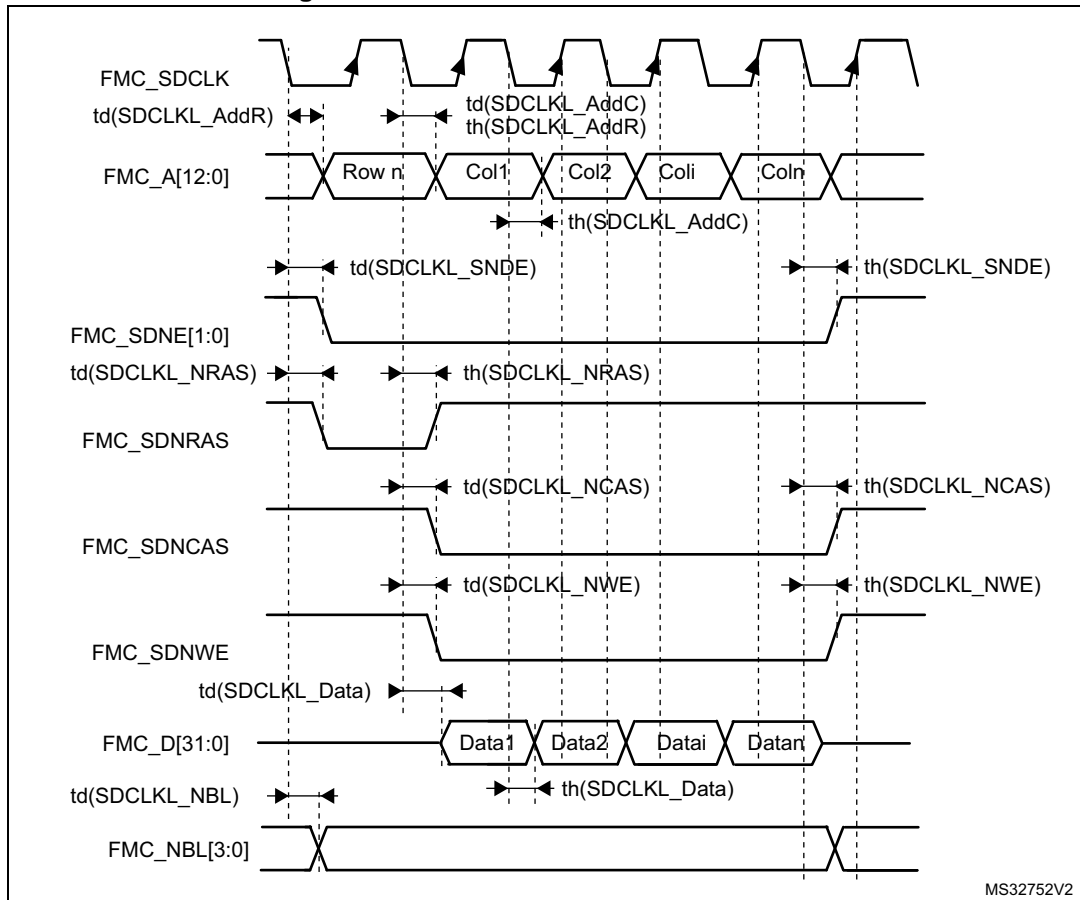 FMC_SDCLK
td(SDCLKL_AddR)
td(SDCLKL_AddC)
th(SDCLKL_AddR)
FMC_A[12:0]
Row n
Col1
Col2
Coli
Coln
th(SDCLKL_AddC)
td(SDCLKL_SNDE)
th(SDCLKL_SNDE)
FMC_SDNE[1:0]
td(SDCLKL_NRAS)
th(SDCLKL_NRAS)
FMC_SDNRAS
td(SDCLKL_NCAS)
th(SDCLKL_NCAS)
FMC_SDNCAS
td(SDCLKL_NWE)
th(SDCLKL_NWE)
FMC_SDNWE
td(SDCLKL_Data)
FMC_D[31:0]
Data1
Data2
Datai
Datan
th(SDCLKL_Data)
td(SDCLKL_NBL)
FMC_NBL[3:0]
MS32752V2